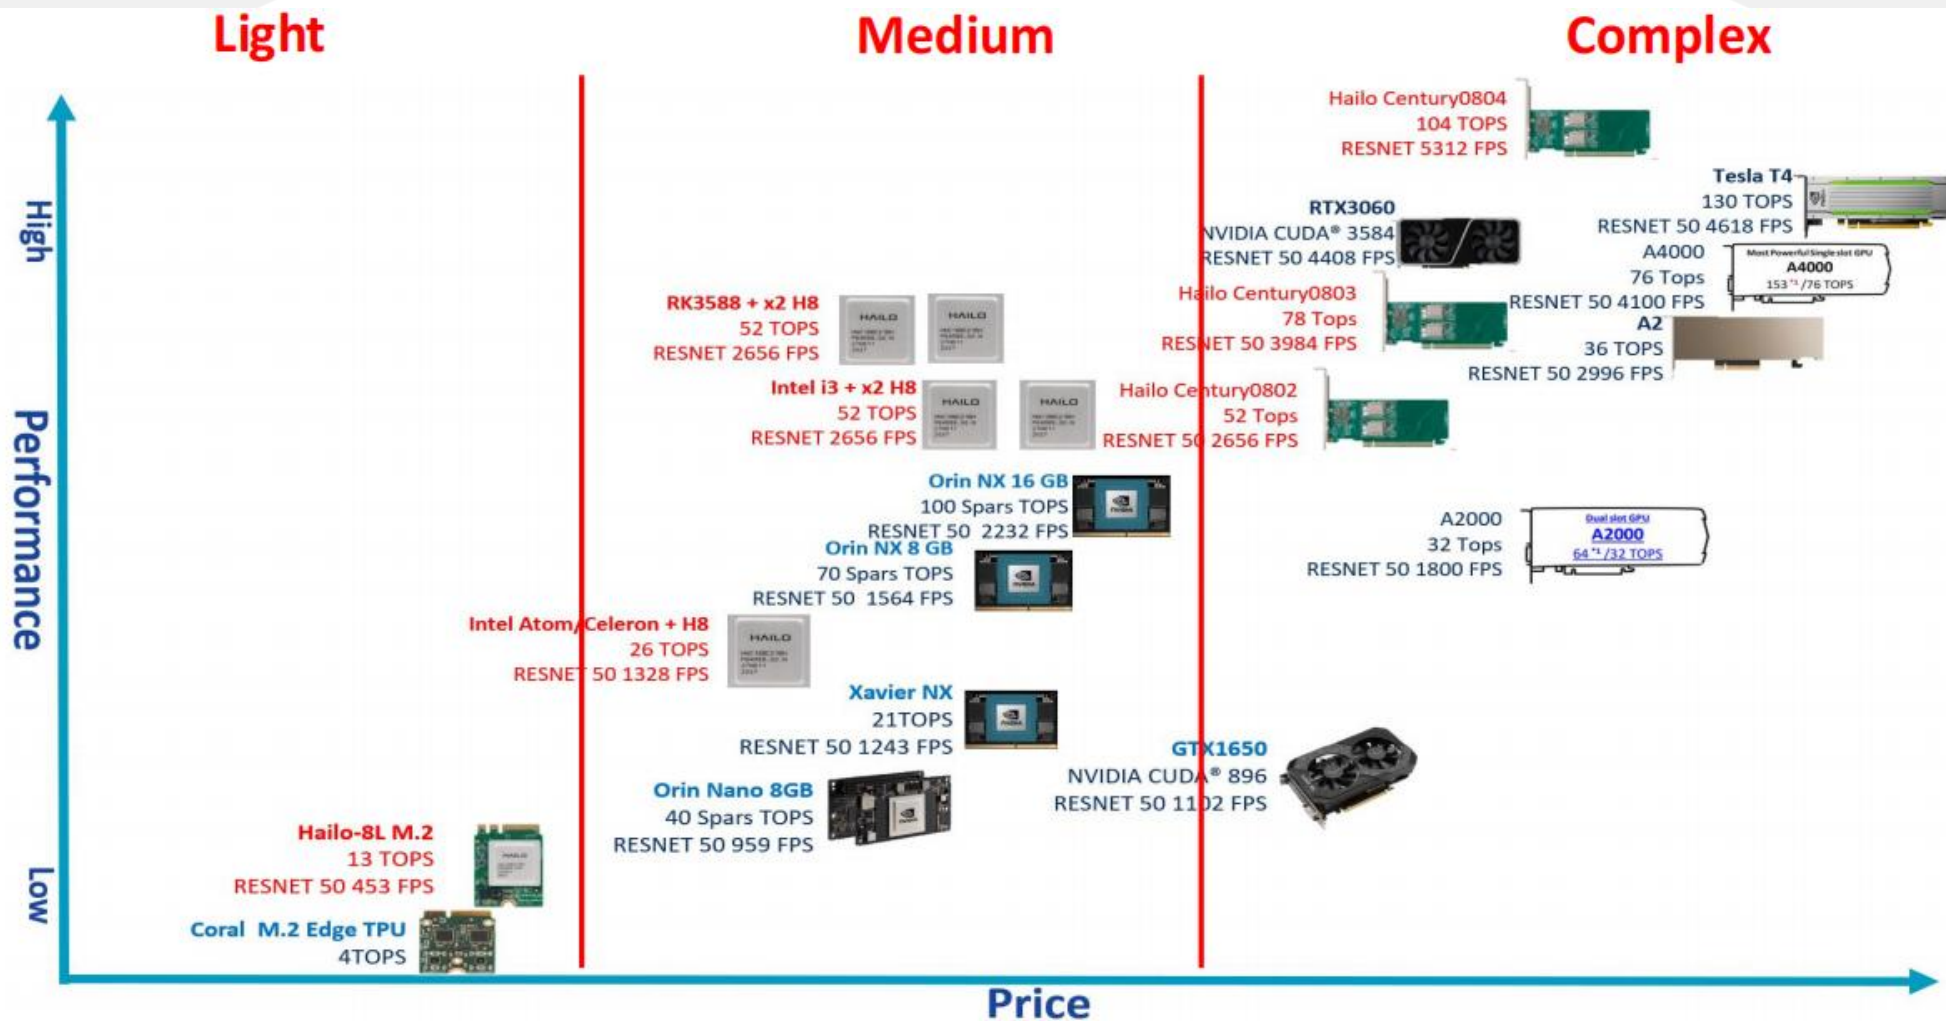 Light
Medium
Complex
High
Performance
Low
Hailo Century0804
104 TOPS
RESNET 5312 FPS
Tesla T4
130 TOPS
RESNET 50 4618 FPS
RTX3060
NVIDIA CUDA® 3584
RESNET 50 4408 FPS
A4000
76 Tops
RESNET 50 4100 FPS
Most Powerful Single slot GPU
A4000
153 *1 /76 TOPS
RK3588 + x2 H8
52 TOPS
RESNET 2656 FPS
HAILO
HAILO
Hailo Century0803
78 Tops
RESNET 50 3984 FPS
A2
36 TOPS
RESNET 50 2996 FPS
Intel i3 + x2 H8
52 TOPS
RESNET 2656 FPS
HAILO
HAILO
Hailo Century0802
52 Tops
RESNET 50 2656 FPS
Orin NX 16 GB
100 Spars TOPS
RESNET 50 2232 FPS
Orin NX 8 GB
70 Spars TOPS
RESNET 50 1564 FPS
A2000
32 Tops
RESNET 50 1800 FPS
Dual slot GPU
A2000
64 *1 /32 TOPS
Intel Atom/Celeron + H8
26 TOPS
RESNET 50 1328 FPS
HAILO
Xavier NX
21TOPS
RESNET 50 1243 FPS
GTX1650
NVIDIA CUDA® 896
RESNET 50 1102 FPS
Orin Nano 8GB
40 Spars TOPS
RESNET 50 959 FPS
Hailo-8L M.2
13 TOPS
RESNET 50 453 FPS
HAILO
Coral M.2 Edge TPU
4TOPS
Price